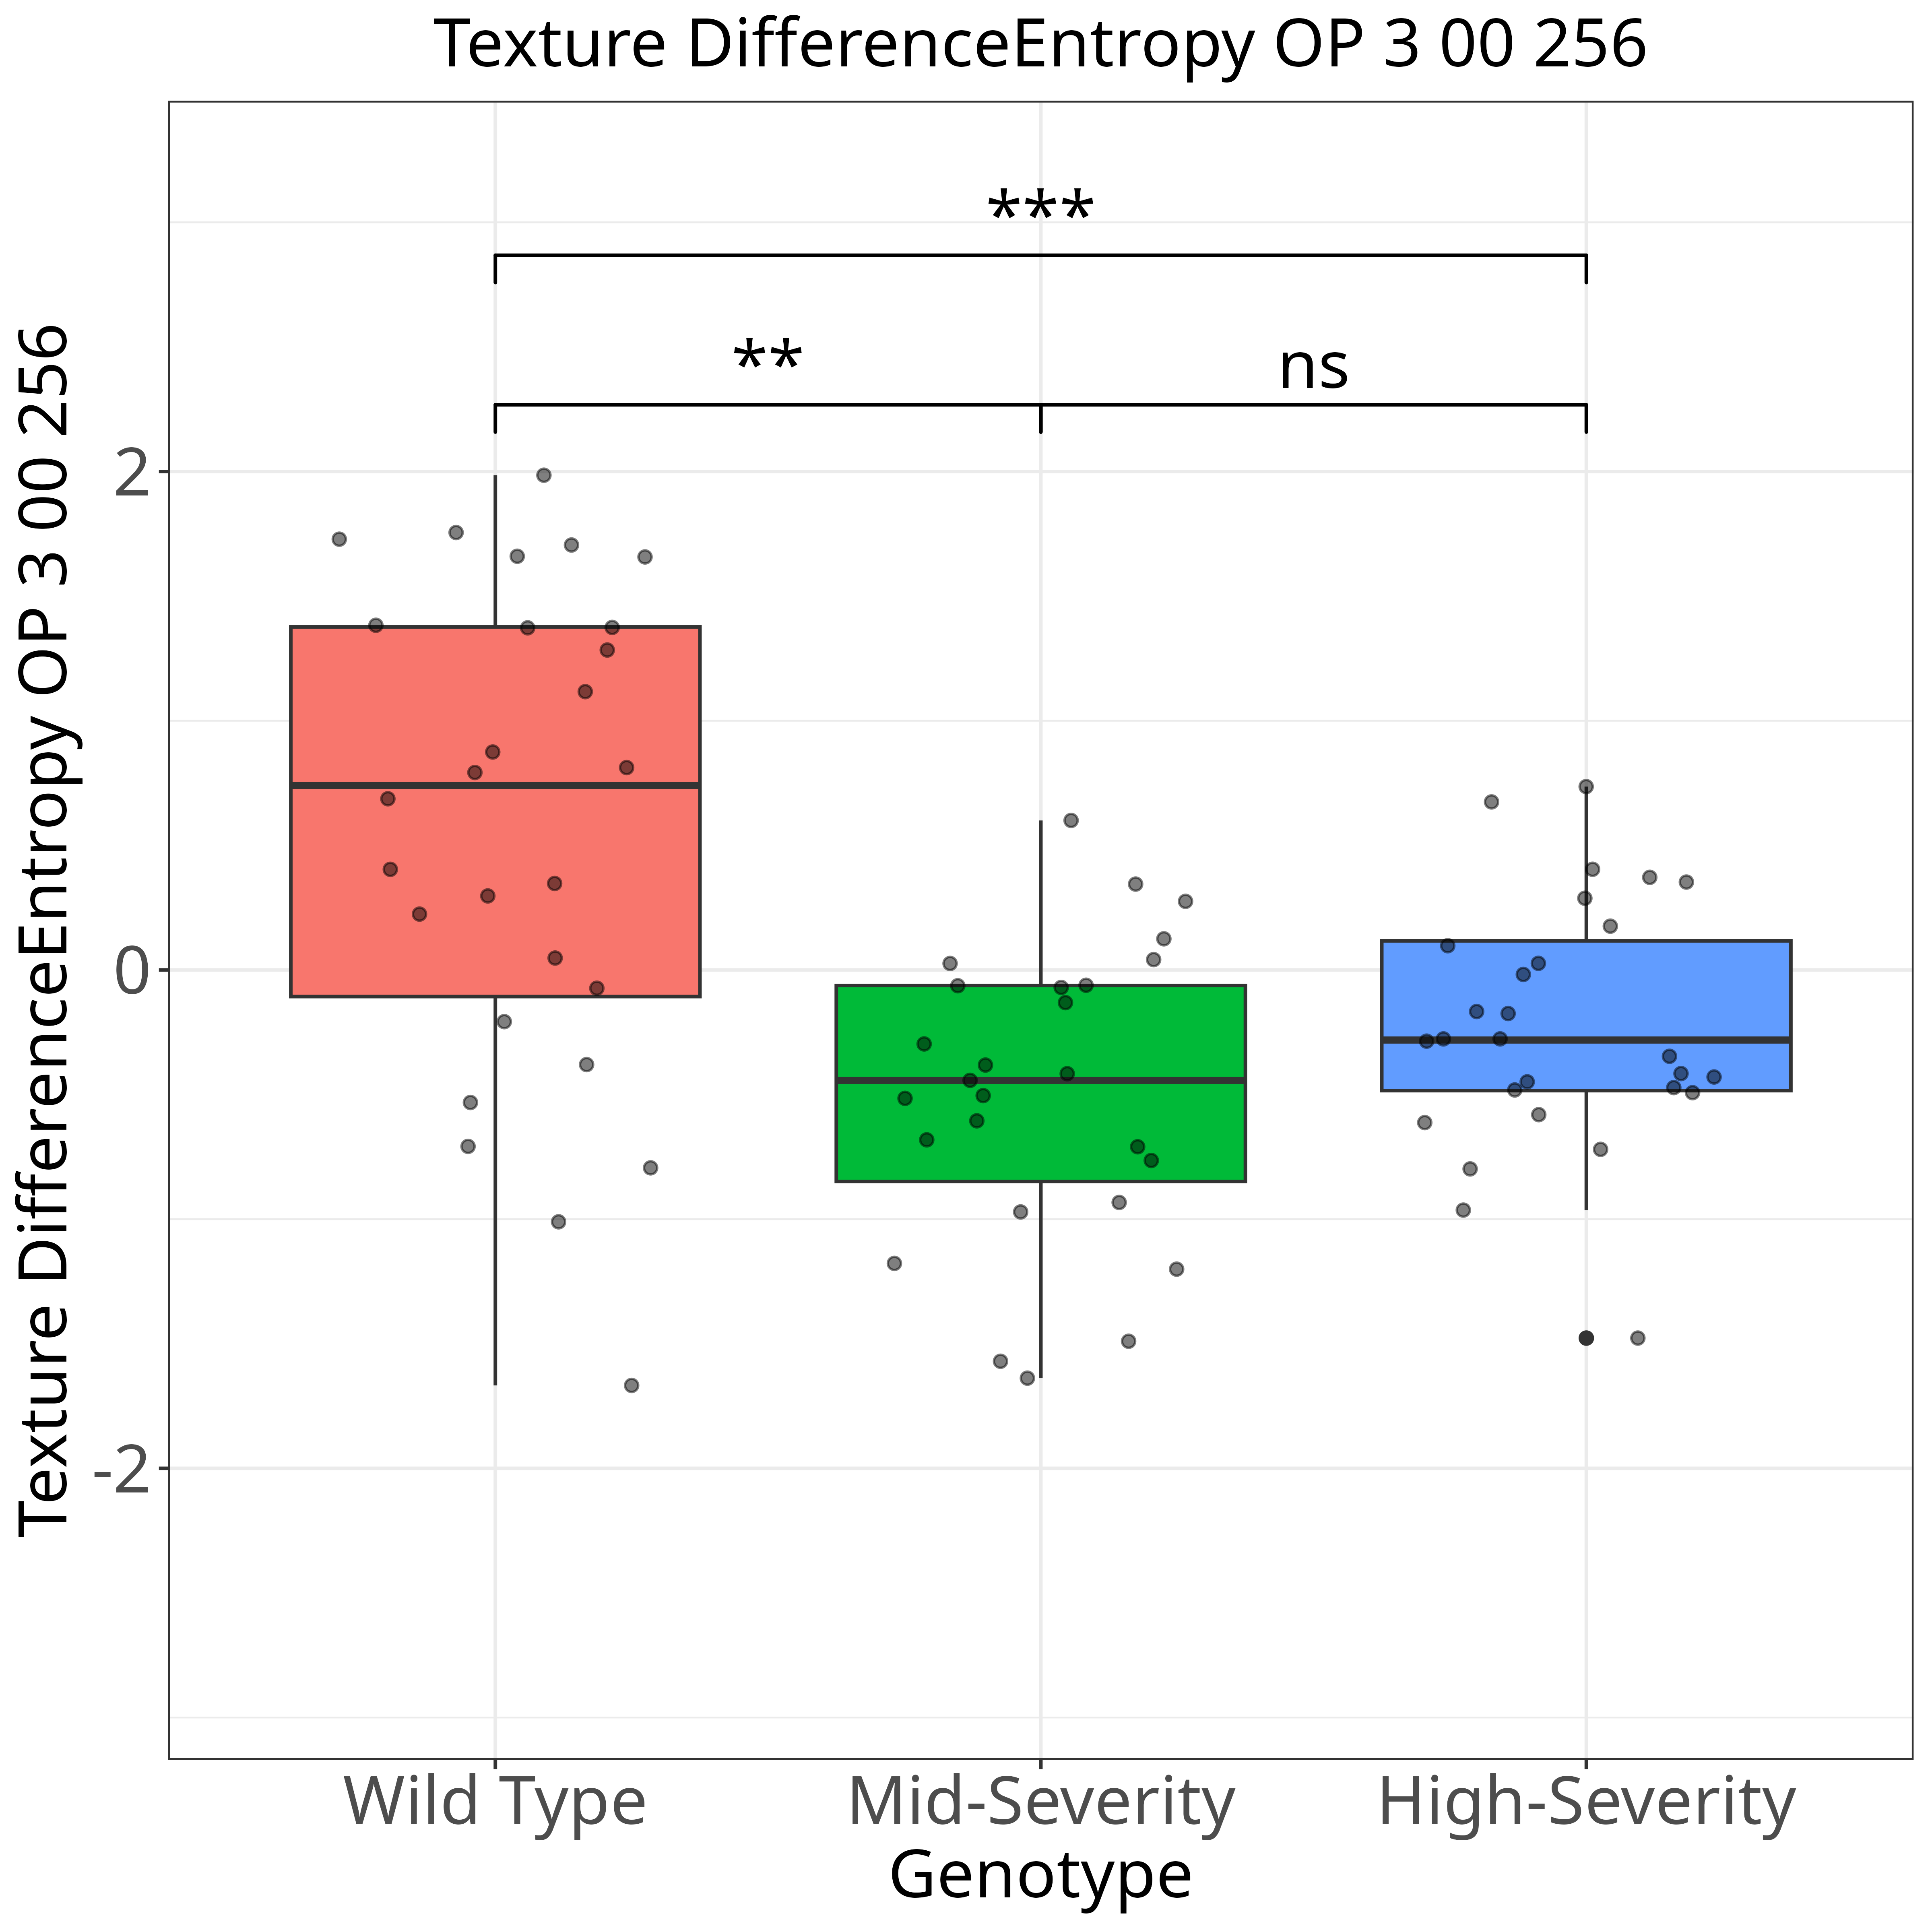 Texture DifferenceEntropy OP 3 00 256
Texture DifferenceEntropy OP 3 00 256
***
**
ns
2
0
-2
Wild Type
Mid-Severity
High-Severity
Genotype